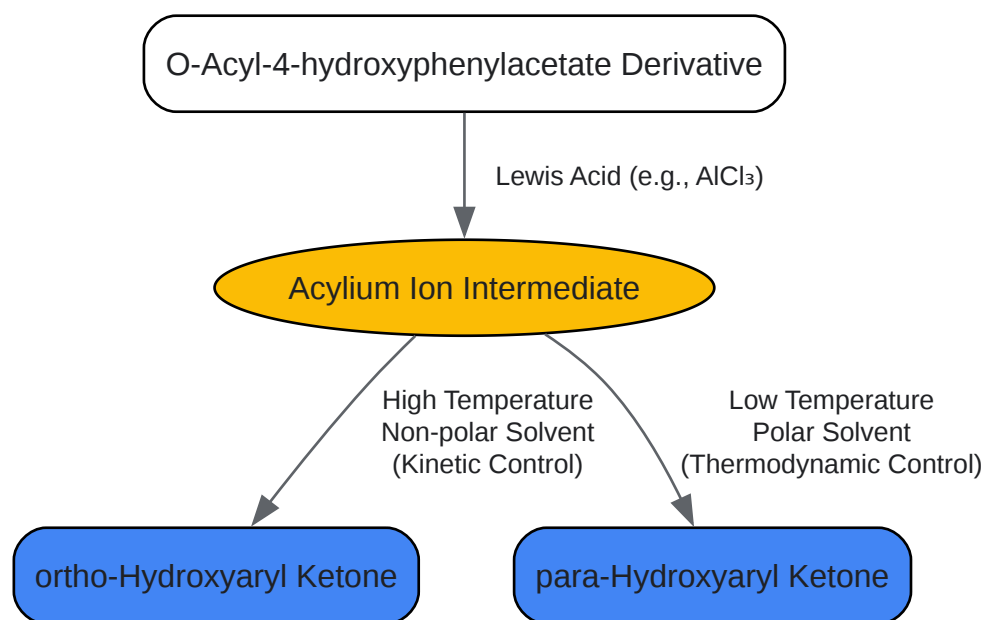 O-Acyl-4-hydroxyphenylacetate Derivative
Lewis Acid (e.g., AlCl₃)
Acylium Ion Intermediate
High Temperature
Non-polar Solvent
(Kinetic Control)
Low Temperature
Polar Solvent
(Thermodynamic Control)
ortho-Hydroxyaryl Ketone
para-Hydroxyaryl Ketone